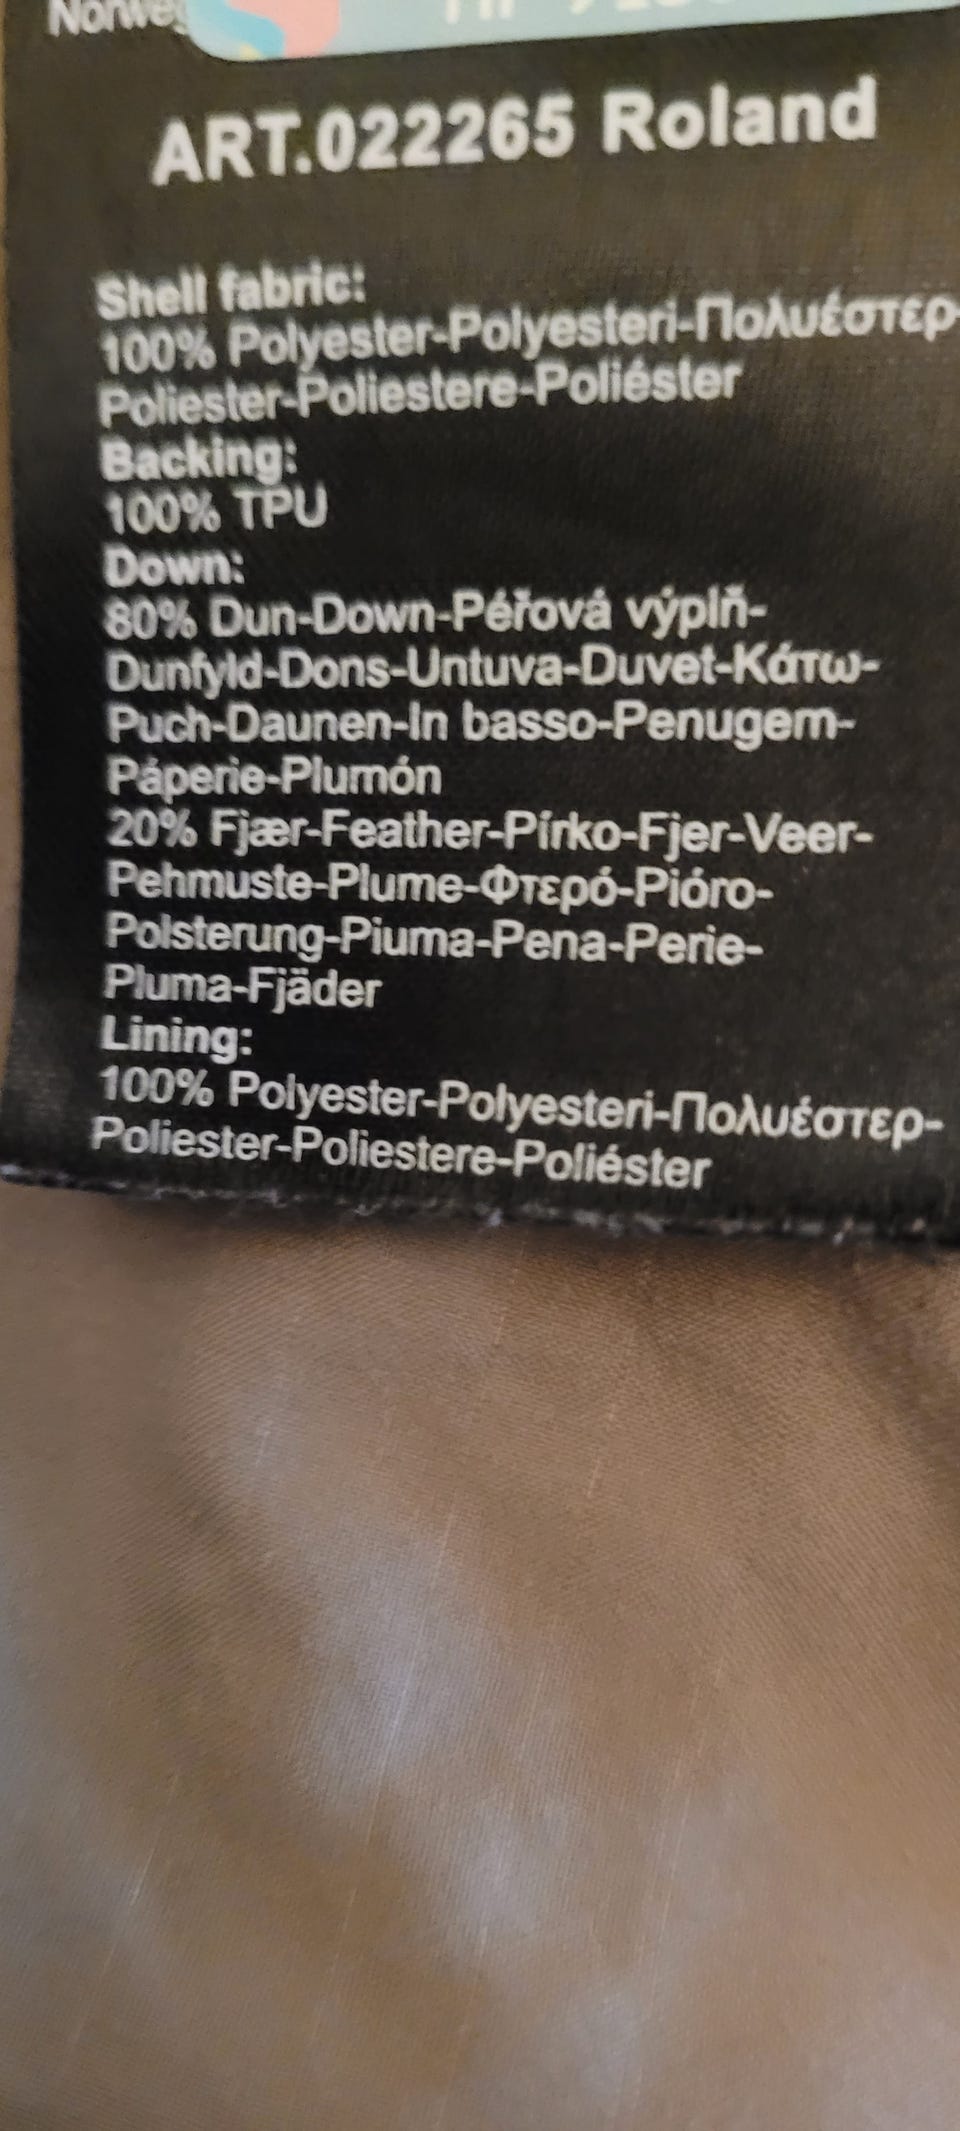 ART.022265 Roland
Shell fabric:
100% Polyester-Polyesteri-Πολυέστερ-
Poliester-Poliestere-Poliéster
Backing:
100% TPU
Down:
80% Dun-Down-Péřová výplň-
Dunfyld-Dons-Untuva-Duvet-Κάτω-
Puch-Daunen-In basso-Penugem-
Páperie-Plumón
20% Fjær-Feather-Pírko-Fjer-Veer-
Pehmuste-Plume-Φτερό-Pióro-
Polsterung-Piuma-Pena-Perie-
Pluma-Fjäder
Lining:
100% Polyester-Polyesteri-Πολυέστερ-
Poliester-Poliestere-Poliéster